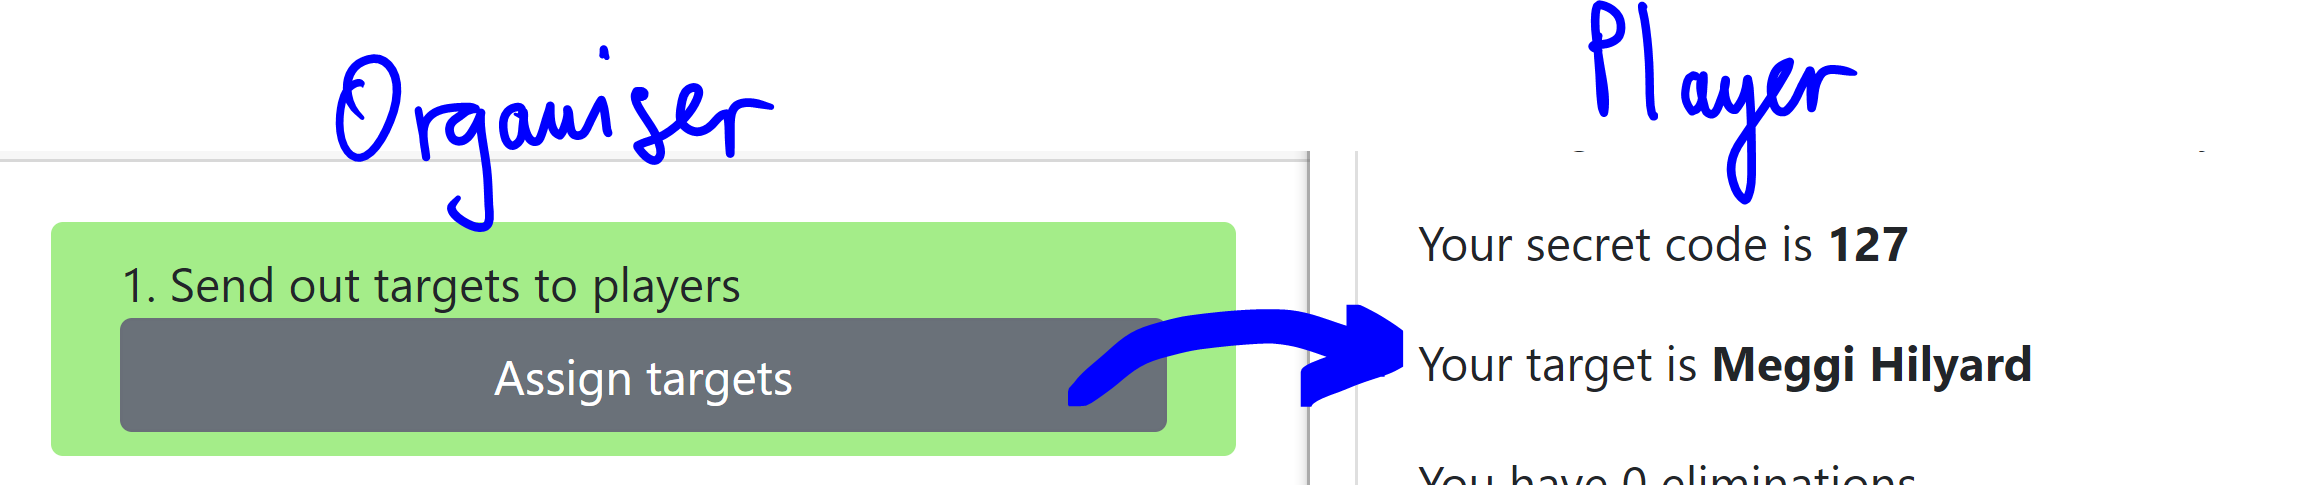 Organiser
Player
1. Send out targets to players
Assign targets
Your secret code is 127
Your target is Meggi Hilyard
You have 0 eliminations